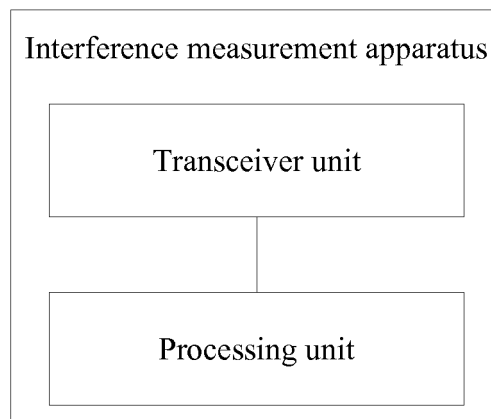 Interference measurement apparatus
Transceiver unit
Processing unit